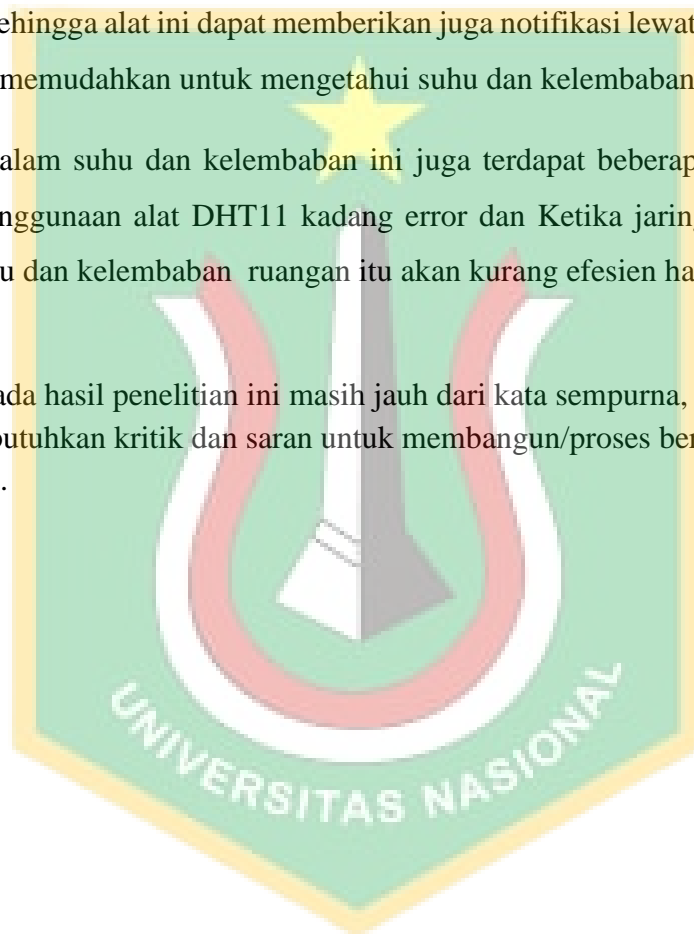 ehingga alat ini dapat memberikan juga notifikasi lewat
memudahkan untuk mengetahui suhu dan kelembaban
alam suhu dan kelembaban ini juga terdapat beberap
nggunaan alat DHT11 kadang error dan Ketika jaring
u dan kelembaban ruangan itu akan kurang efesien ha
ada hasil penelitian ini masih jauh dari kata sempurna,
butuhkan kritik dan saran untuk membangun/proses ber
.
UNIVERSITAS NASIONAL